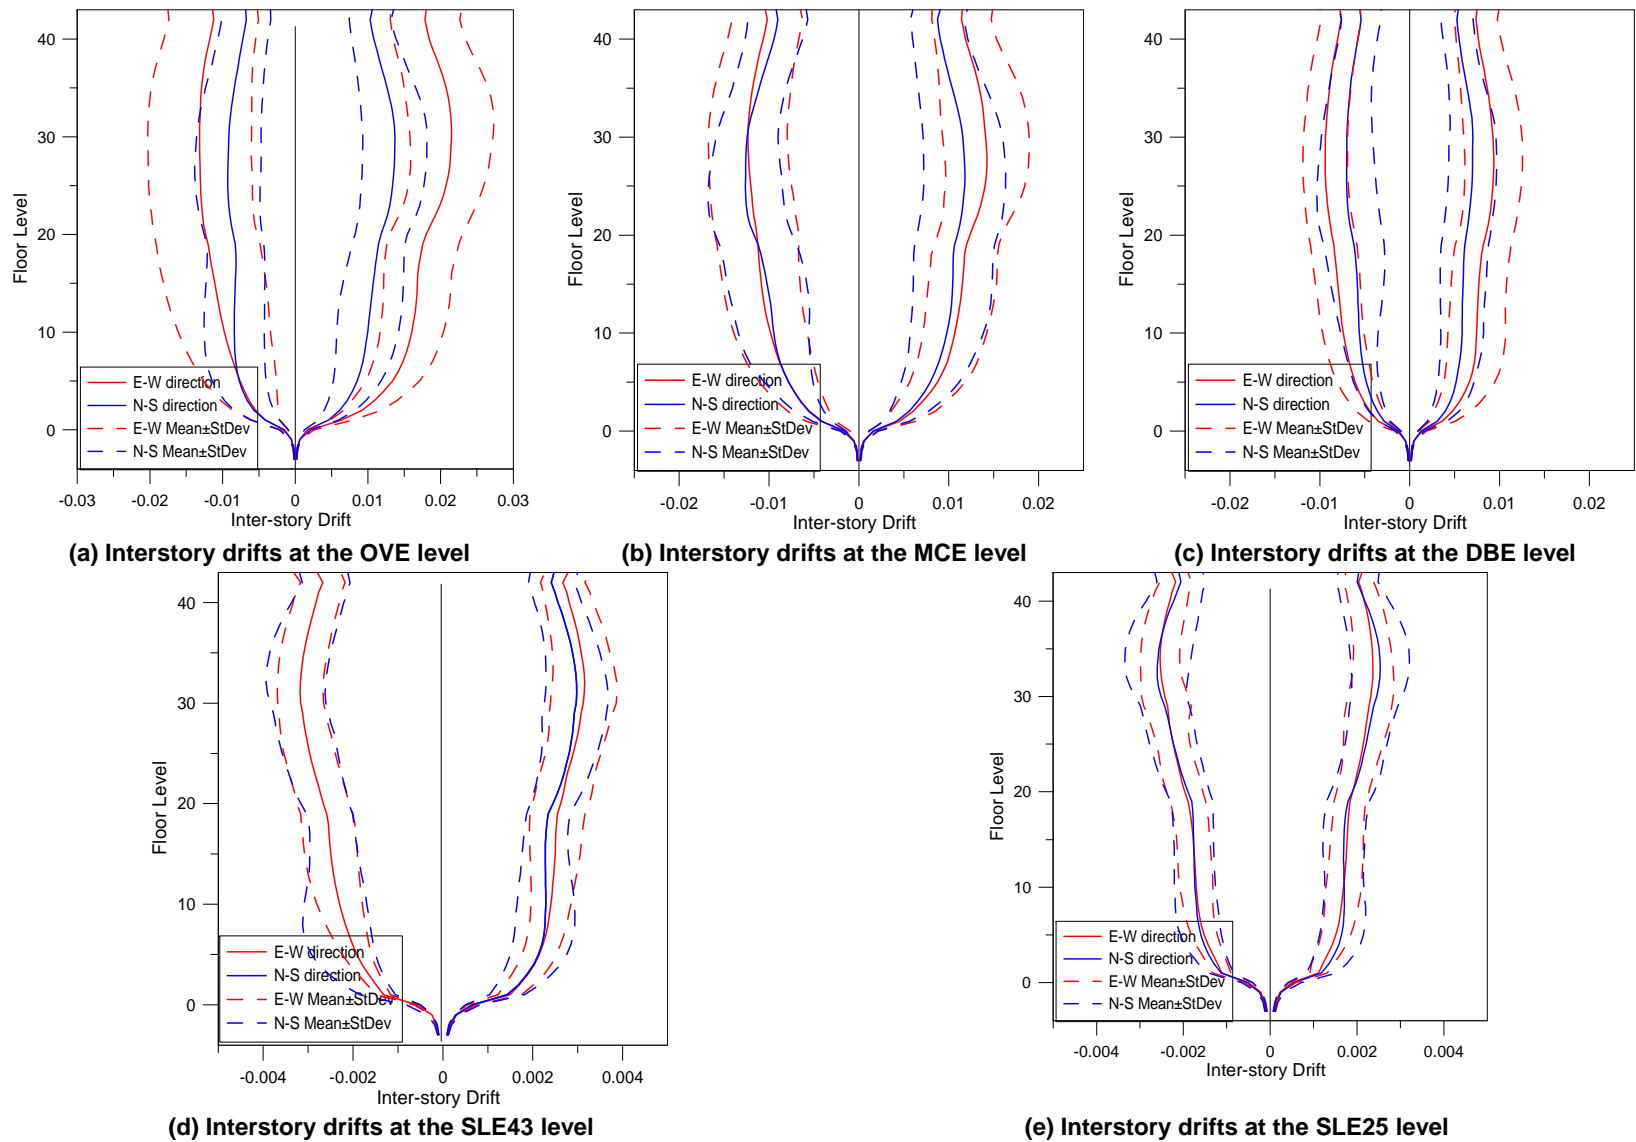 40
30
20
10
0
Floor Level
E-W direction
N-S direction
E-W Mean±StDev
N-S Mean±StDev
-0.03 -0.02 -0.01 0 0.01 0.02 0.03
Inter-story Drift
(a) Interstory drifts at the OVE level
40
30
20
10
0
Floor Level
E-W direction
N-S direction
E-W Mean±StDev
N-S Mean±StDev
-0.02 -0.01 0 0.01 0.02
Inter-story Drift
(b) Interstory drifts at the MCE level
40
30
20
10
0
Floor Level
E-W direction
N-S direction
E-W Mean±StDev
N-S Mean±StDev
-0.02 -0.01 0 0.01 0.02
Inter-story Drift
(c) Interstory drifts at the DBE level
40
30
20
10
0
Floor Level
E-W direction
N-S direction
E-W Mean±StDev
N-S Mean±StDev
-0.004 -0.002 0 0.002 0.004
Inter-story Drift
(d) Interstory drifts at the SLE43 level
40
30
20
10
0
Floor Level
E-W direction
N-S direction
E-W Mean±StDev
N-S Mean±StDev
-0.004 -0.002 0 0.002 0.004
Inter-story Drift
(e) Interstory drifts at the SLE25 level